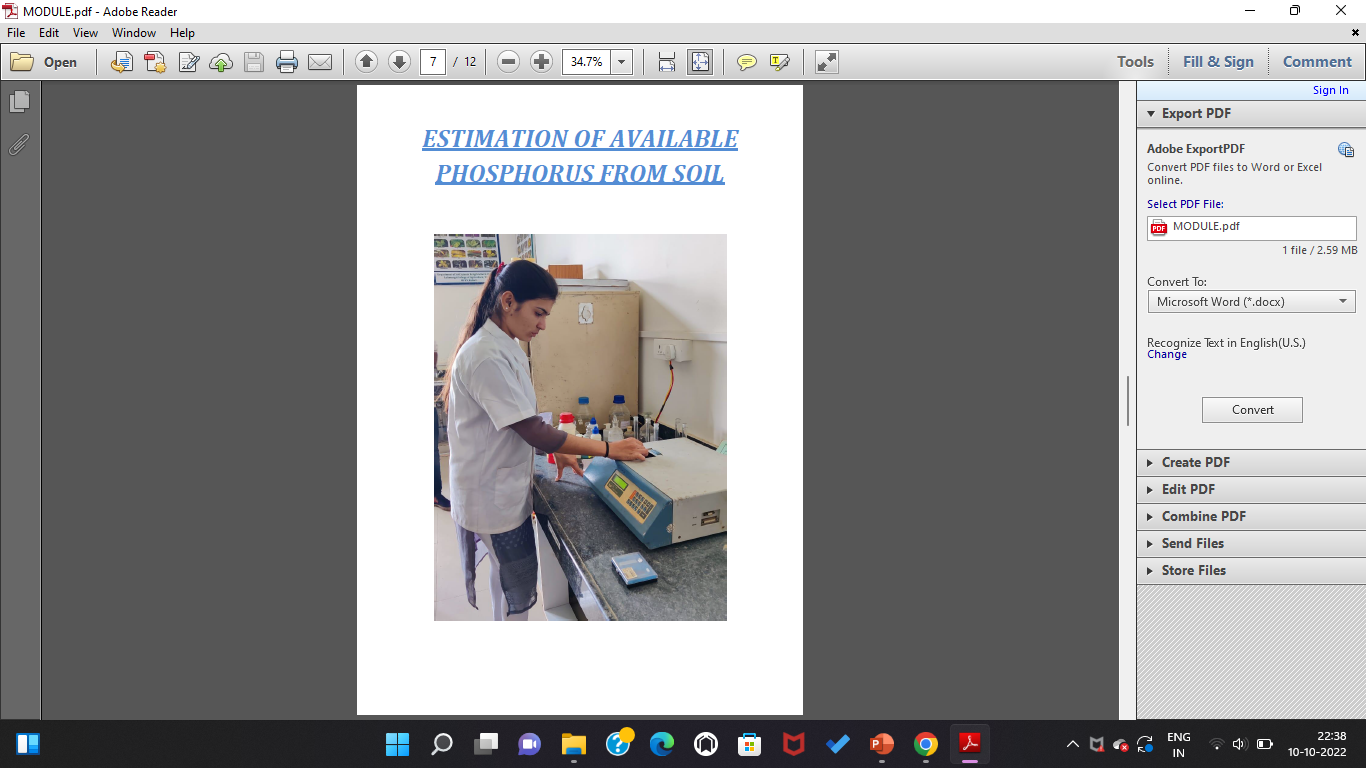 MODULE.pdf - Adobe Reader
File Edit View Window Help
Open 7 / 12 34.7% Tools Fill & Sign Comment
Sign In
Export PDF
Adobe ExportPDF
Convert PDF files to Word or Excel
online.
Select PDF File:
PDF MODULE.pdf
1 file / 2.59 MB
Convert To:
Microsoft Word (*.docx)
Recognize Text in English(U.S.)
Change
Convert
Create PDF
Edit PDF
Combine PDF
Send Files
Store Files
ESTIMATION OF AVAILABLE
PHOSPHORUS FROM SOIL
ENG
IN
22:38
10-10-2022